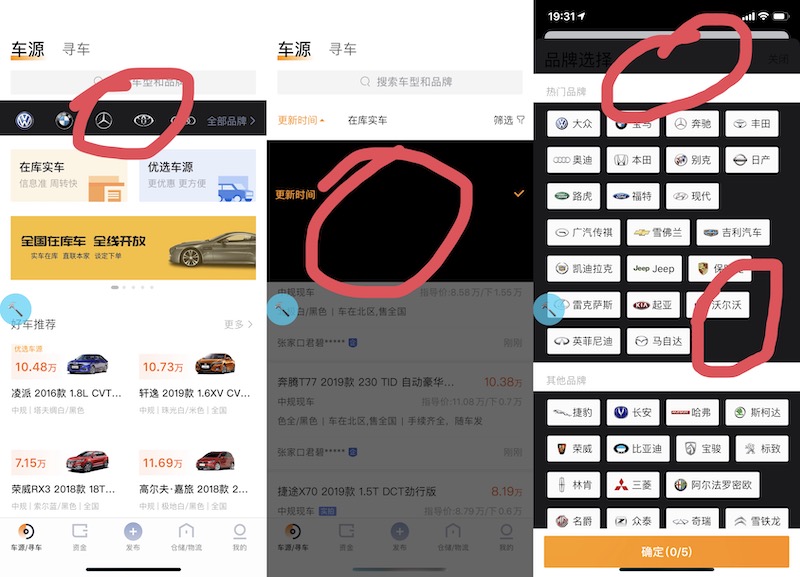 车源 寻车
车型和品牌
全部品牌
在库实车
信息准 周转快
优选车源
更优惠 更方便
全国在库车 全线开放
实车在库 直联本家 谈定下单
好车推荐
更多
优选车源
10.48万
凌派 2016款 1.8L CVT...
中规 | 塔夫绸白/黑色
10.73万
轩逸 2019款 1.6XV CV...
中规 | 珠光白/米色 | 全国
7.15万
荣威RX3 2018款 18T...
中规 | 索尔蓝/黑色 | 全国
11.69万
高尔夫·嘉旅 2018款 2...
中规 | 极地白/黑色 | 全国
车源/寻车
资金
发布
仓储/物流
我的
车源 寻车
搜索车型和品牌
更新时间
在库实车
筛选
更新时间
中规现车
指导价:8.58万/下1.55万
/黑色 | 车在北区,售全国
张家口君碧*****
刚刚
奔腾T77 2019款 230 TID 自动豪华...
10.38万
中规现车
指导价:11.08万/下0.7万
色全/黑色 | 车在北区,售全国 | 手续齐全，随车发
张家口君碧*****
刚刚
捷途X70 2019款 1.5T DCT劲行版
8.19万
中规现车
指导价:8.79万/下0.6万
车源/寻车
资金
发布
仓储/物流
我的
19:31
品牌选择
关闭
热门品牌
大众
宝马
奔驰
丰田
奥迪
本田
别克
日产
路虎
福特
现代
广汽传祺
雪佛兰
吉利汽车
凯迪拉克
Jeep Jeep
雷克萨斯
起亚
沃尔沃
英菲尼迪
马自达
其他品牌
捷豹
长安
哈弗
斯柯达
荣威
比亚迪
宝骏
标致
林肯
三菱
阿尔法罗密欧
名爵
众泰
奇瑞
雪铁龙
确定(0/5)